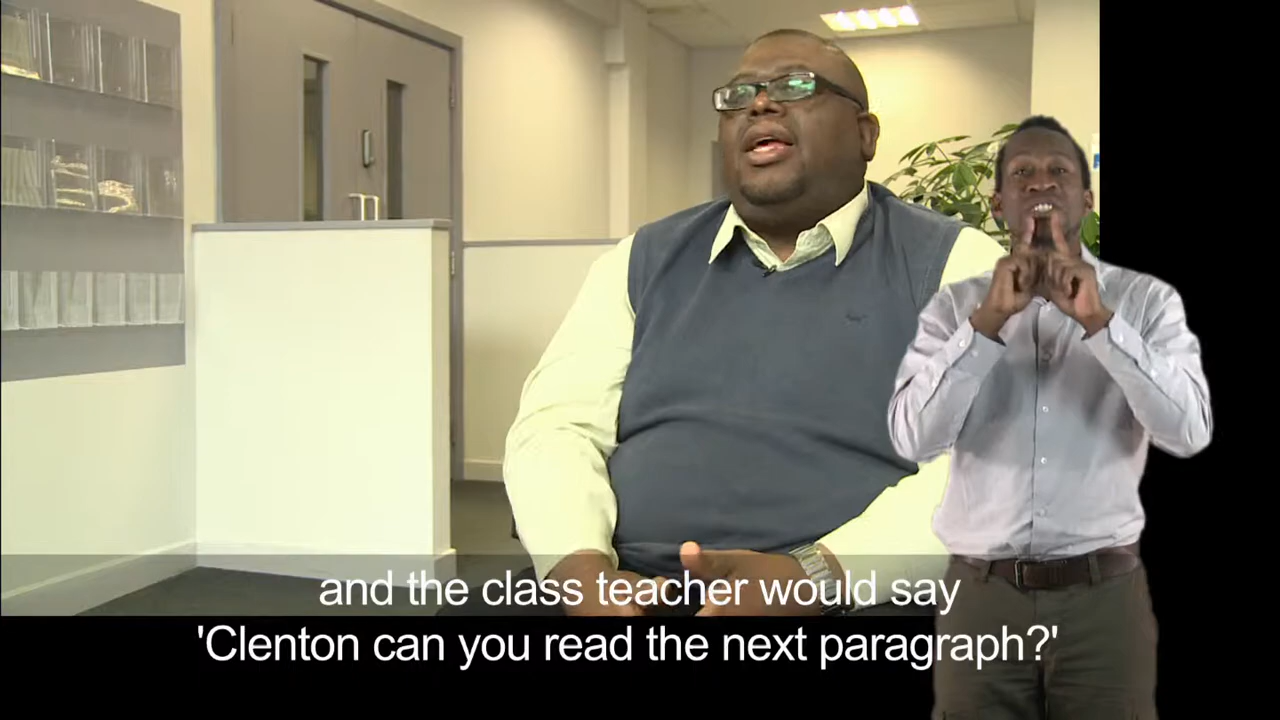 and the class teacher would say
'Clenton can you read the next paragraph?'